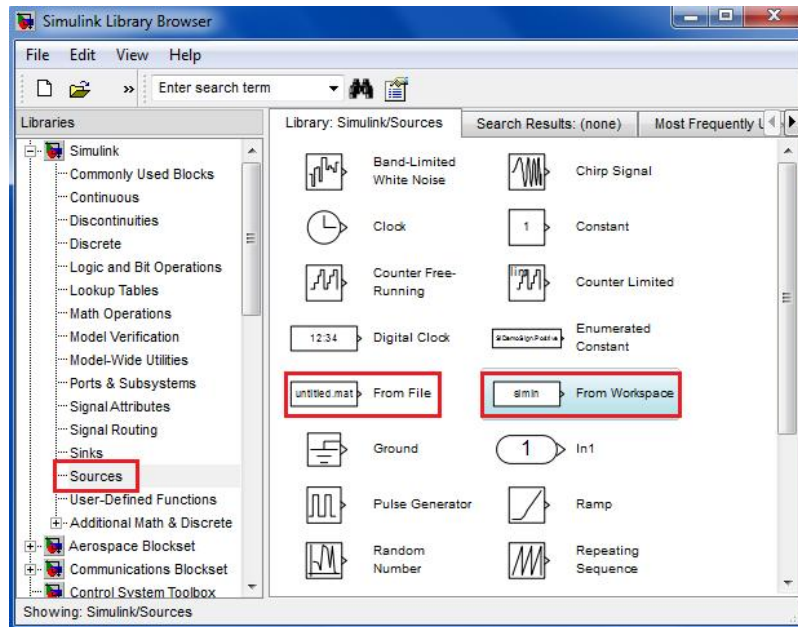 Simulink Library Browser
File Edit View Help
» Enter search term
Libraries
Library: Simulink/Sources
Search Results: (none)
Most Frequently U
Simulink
Commonly Used Blocks
Continuous
Discontinuities
Discrete
Logic and Bit Operations
Lookup Tables
Math Operations
Model Verification
Model-Wide Utilities
Ports & Subsystems
Signal Attributes
Signal Routing
Sinks
Sources
User-Defined Functions
Additional Math & Discrete
Aerospace Blockset
Communications Blockset
Control System Toolbox
Band-Limited
White Noise
Chirp Signal
Clock
1
Constant
Counter Free-
Running
lim
Counter Limited
12:34
Digital Clock
Enumerated
Constant
untitled.mat
From File
simin
From Workspace
Ground
1
In1
Pulse Generator
Ramp
Random
Number
Repeating
Sequence
Showing: Simulink/Sources